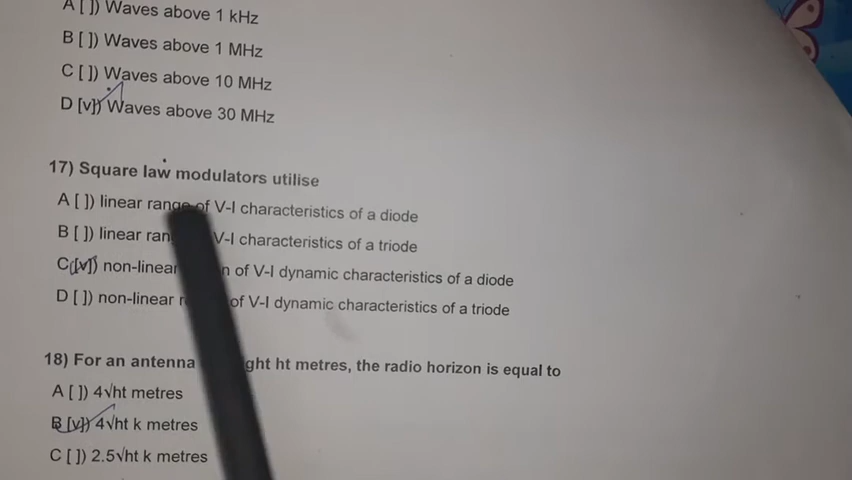 A [ ]) Waves above 1 kHz
B [ ]) Waves above 1 MHz
C [ ]) Waves above 10 MHz
D [v]) Waves above 30 MHz
17) Square law modulators utilise
A [ ]) linear range of V-I characteristics of a diode
B [ ]) linear V-I characteristics of a triode
C [v]) non-linear of V-I dynamic characteristics of a diode
D [ ]) non-linear of V-I dynamic characteristics of a triode
18) For an antenna ht metres, the radio horizon is equal to
A [ ]) 4√ht metres
B [v]) 4√ht k metres
C [ ]) 2.5√ht k metres